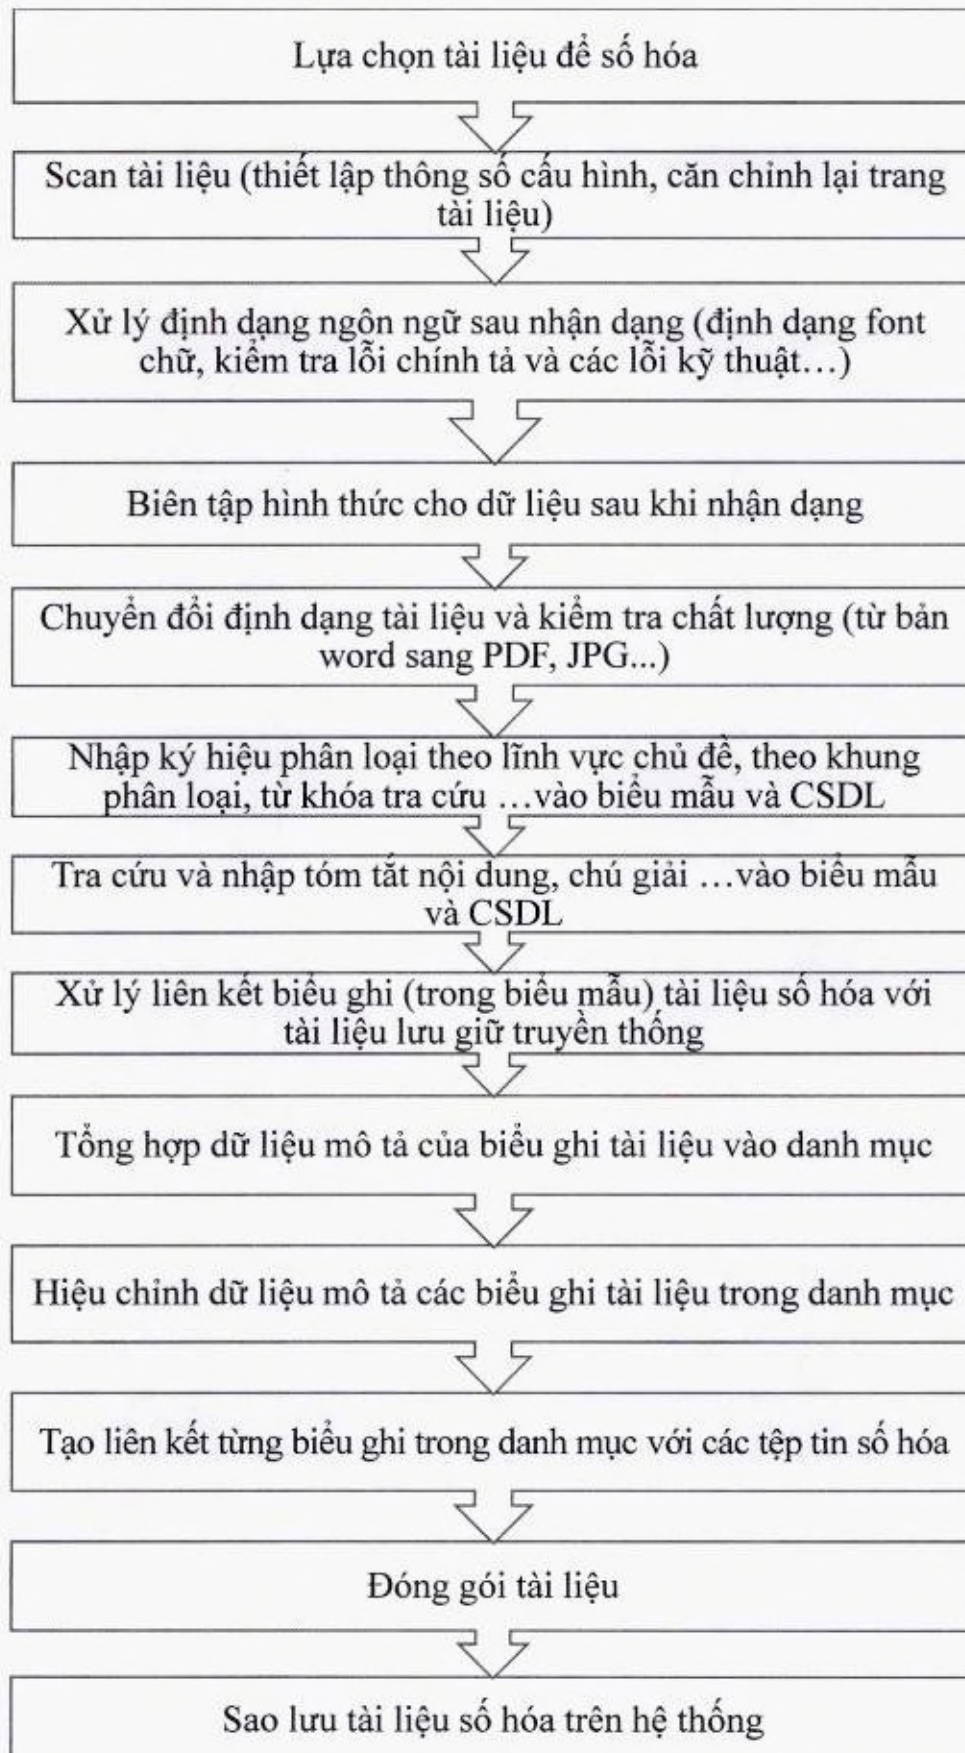 Lựa chọn tài liệu để số hóa
Scan tài liệu (thiết lập thông số cấu hình, căn chỉnh lại trang
tài liệu)
Xử lý định dạng ngôn ngữ sau nhận dạng (định dạng font
chữ, kiểm tra lỗi chính tả và các lỗi kỹ thuật…)
Biên tập hình thức cho dữ liệu sau khi nhận dạng
Chuyển đổi định dạng tài liệu và kiểm tra chất lượng (từ bản
word sang PDF, JPG...)
Nhập ký hiệu phân loại theo lĩnh vực chủ đề, theo khung
phân loại, từ khóa tra cứu …vào biểu mẫu và CSDL
Tra cứu và nhập tóm tắt nội dung, chú giải …vào biểu mẫu
và CSDL
Xử lý liên kết biểu ghi (trong biểu mẫu) tài liệu số hóa với
tài liệu lưu giữ truyền thống
Tổng hợp dữ liệu mô tả của biểu ghi tài liệu vào danh mục
Hiệu chỉnh dữ liệu mô tả các biểu ghi tài liệu trong danh mục
Tạo liên kết từng biểu ghi trong danh mục với các tệp tin số hóa
Đóng gói tài liệu
Sao lưu tài liệu số hóa trên hệ thống